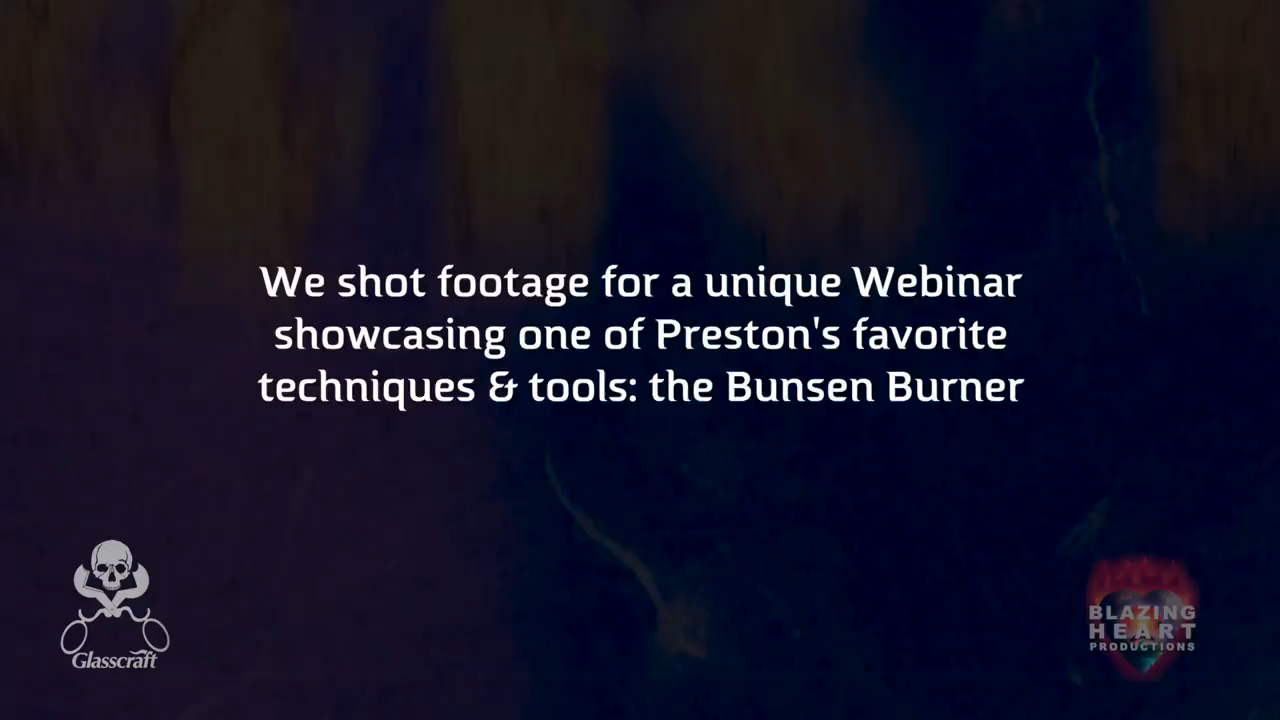 We shot footage for a unique Webinar
showcasing one of Preston's favorite
techniques & tools: the Bunsen Burner
Glasscraft
BLAZING
HEART
PRODUCTIONS